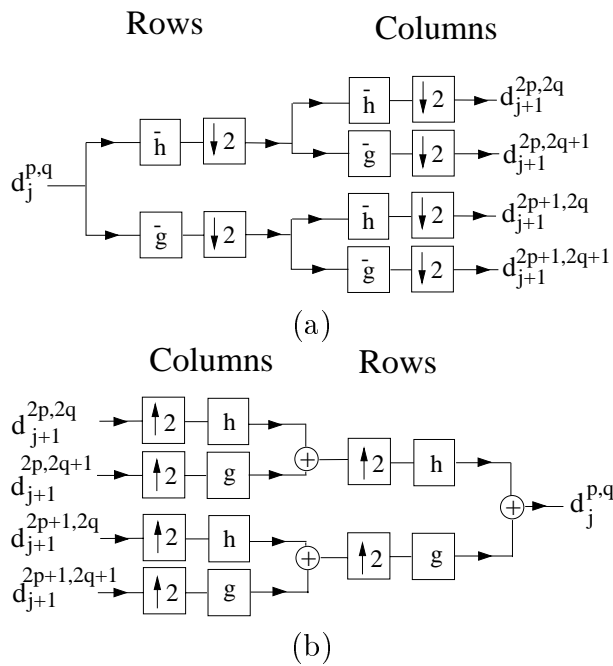 Rows Columns
h̄ ↓2 d_{j+1}^{2p,2q}
h̄ ↓2
ḡ ↓2 d_{j+1}^{2p,2q+1}
d_j^{p,q}
h̄ ↓2 d_{j+1}^{2p+1,2q}
ḡ ↓2
ḡ ↓2 d_{j+1}^{2p+1,2q+1}
(a)
Columns Rows
d_{j+1}^{2p,2q} ↑2 h
+ ↑2 h
d_{j+1}^{2p,2q+1} ↑2 g
+ d_j^{p,q}
d_{j+1}^{2p+1,2q} ↑2 h
+ ↑2 g
d_{j+1}^{2p+1,2q+1} ↑2 g
(b)